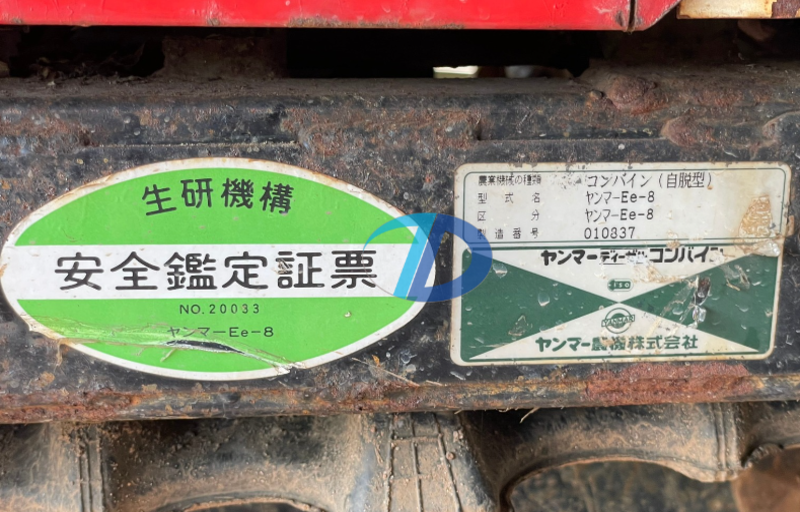 生研機構
安全鑑定証票
NO.20033
ヤンマーEe-8
農業機械の種類 コンバイン(自脱型)
型式名 ヤンマーEe-8
区分 ヤンマーEe-8
製造番号 010837
ヤンマーディーゼルコンバイン
YANMAR
ヤンマー農機株式会社